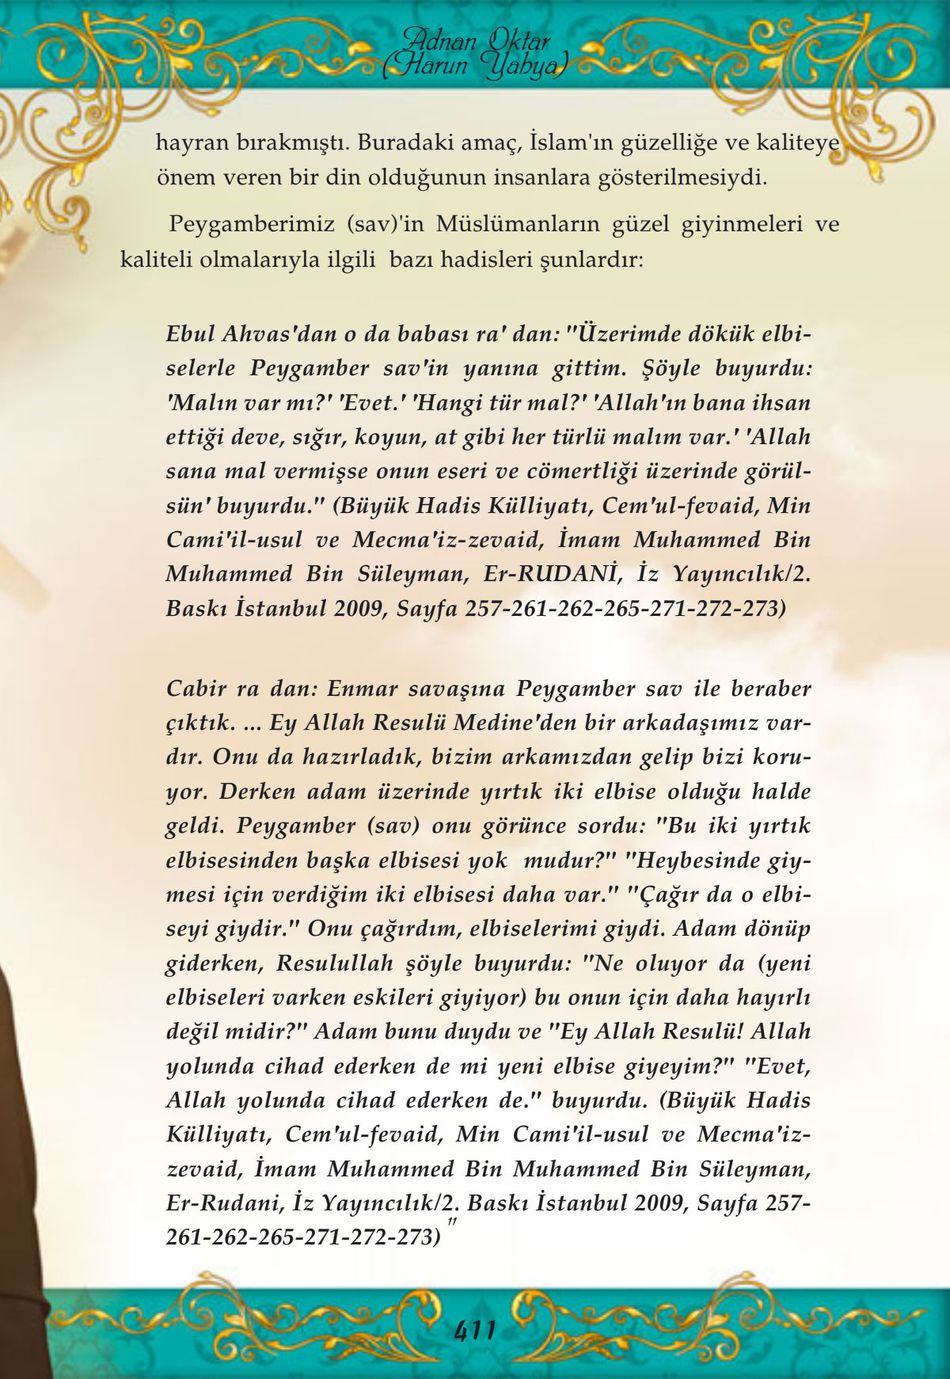 Adnan Oktar
(Harun Yahya)
hayran bırakmıştı. Buradaki amaç, İslam'ın güzelliğe ve kaliteye
önem veren bir din olduğunun insanlara gösterilmesiydi.
Peygamberimiz (sav)'in Müslümanların güzel giyinmeleri ve
kaliteli olmalarıyla ilgili bazı hadisleri şunlardır:
Ebul Ahvas'dan o da babası ra' dan: "Üzerimde dökük elbi-
selerle Peygamber sav'in yanına gittim. Şöyle buyurdu:
'Malın var mı?' 'Evet.' 'Hangi tür mal?' 'Allah'ın bana ihsan
ettiği deve, sığır, koyun, at gibi her türlü malım var.' 'Allah
sana mal vermişse onun eseri ve cömertliği üzerinde görül-
sün' buyurdu." (Büyük Hadis Külliyatı, Cem'ul-fevaid, Min
Cami'il-usul ve Mecma'iz-zevaid, İmam Muhammed Bin
Muhammed Bin Süleyman, Er-RUDANİ, İz Yayıncılık/2.
Baskı İstanbul 2009, Sayfa 257-261-262-265-271-272-273)
Cabir ra dan: Enmar savaşına Peygamber sav ile beraber
çıktık. ... Ey Allah Resulü Medine'den bir arkadaşımız var-
dır. Onu da hazırladık, bizim arkamızdan gelip bizi koru-
yor. Derken adam üzerinde yırtık iki elbise olduğu halde
geldi. Peygamber (sav) onu görünce sordu: "Bu iki yırtık
elbisesinden başka elbisesi yok mudur?" "Heybesinde giy-
mesi için verdiğim iki elbisesi daha var." "Çağır da o elbi-
seyi giydir." Onu çağırdım, elbiselerimi giydi. Adam dönüp
giderken, Resulullah şöyle buyurdu: "Ne oluyor da (yeni
elbiseleri varken eskileri giyiyor) bu onun için daha hayırlı
değil midir?" Adam bunu duydu ve "Ey Allah Resulü! Allah
yolunda cihad ederken de mi yeni elbise giyeyim?" "Evet,
Allah yolunda cihad ederken de." buyurdu. (Büyük Hadis
Külliyatı, Cem'ul-fevaid, Min Cami'il-usul ve Mecma'iz-
zevaid, İmam Muhammed Bin Muhammed Bin Süleyman,
Er-Rudani, İz Yayıncılık/2. Baskı İstanbul 2009, Sayfa 257-
261-262-265-271-272-273) "
411